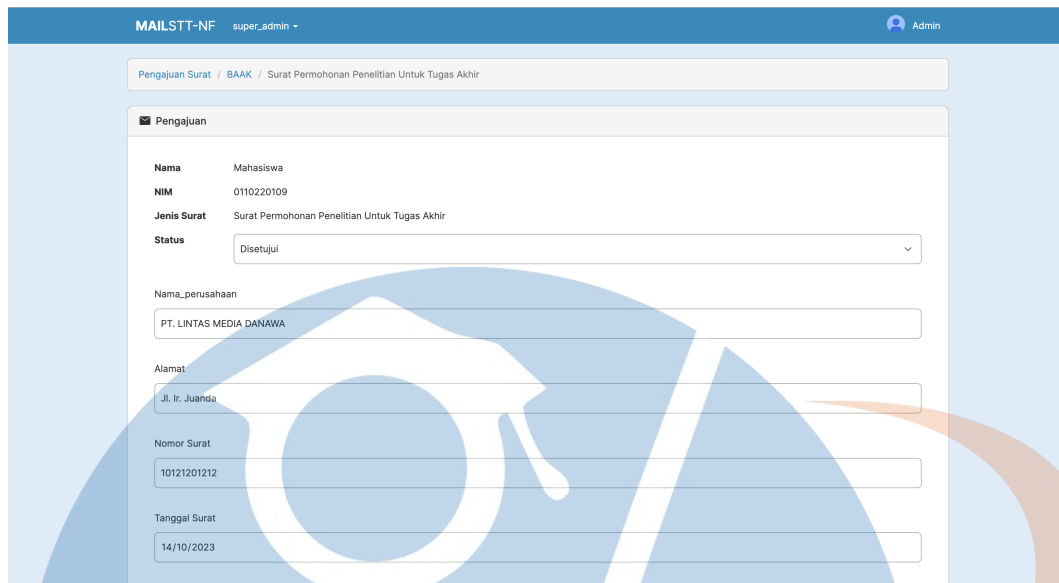 MAILSTT-NF super_admin Admin
Pengajuan Surat / BAAK / Surat Permohonan Penelitian Untuk Tugas Akhir
Pengajuan
Nama Mahasiswa
NIM 0110220109
Jenis Surat Surat Permohonan Penelitian Untuk Tugas Akhir
Status Disetujui
Nama_perusahaan
PT. LINTAS MEDIA DANAWA
Alamat
Jl. Ir. Juanda
Nomor Surat
10121201212
Tanggal Surat
14/10/2023